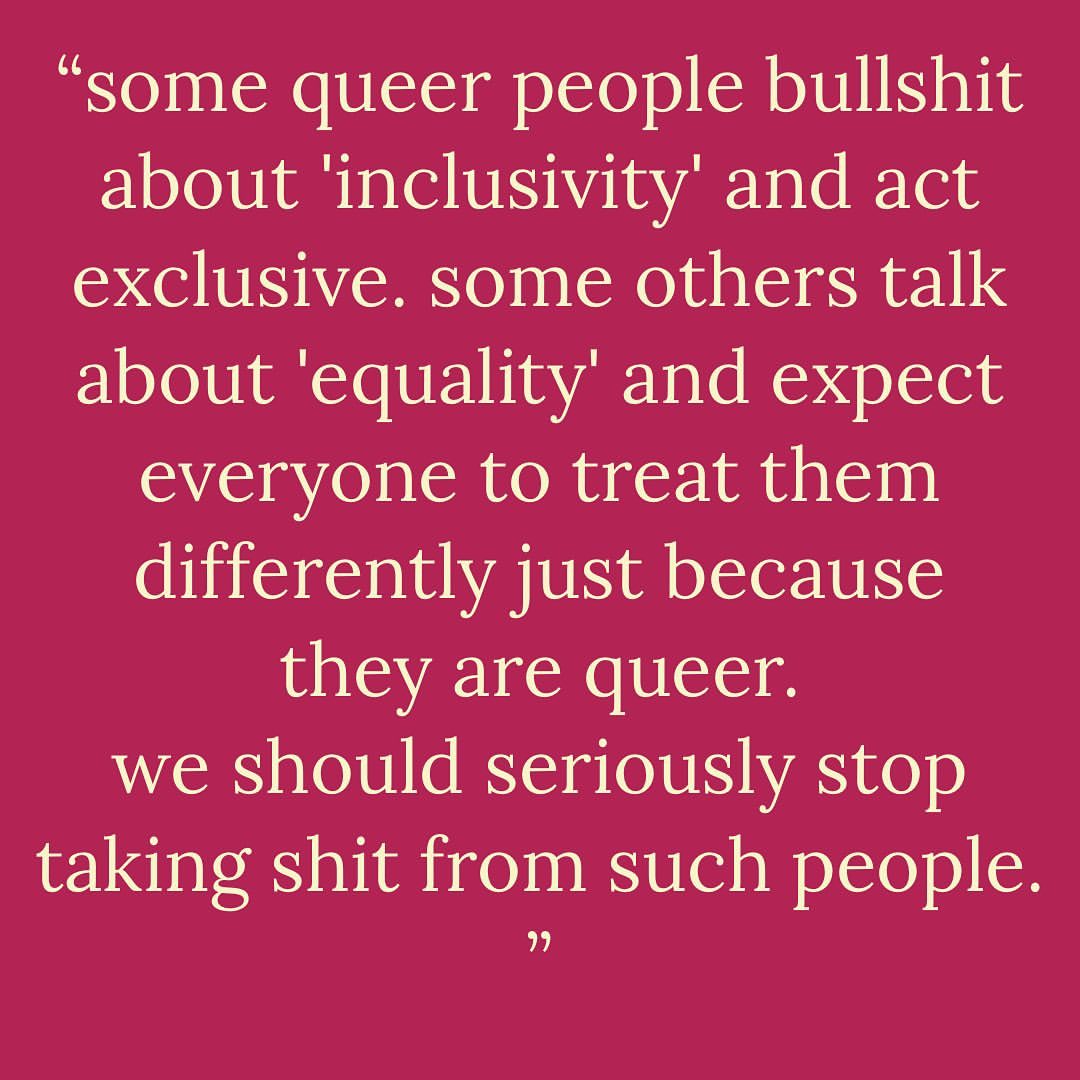 “some queer people bullshit
about 'inclusivity' and act
exclusive. some others talk
about 'equality' and expect
everyone to treat them
differently just because
they are queer.
we should seriously stop
taking shit from such people.
”